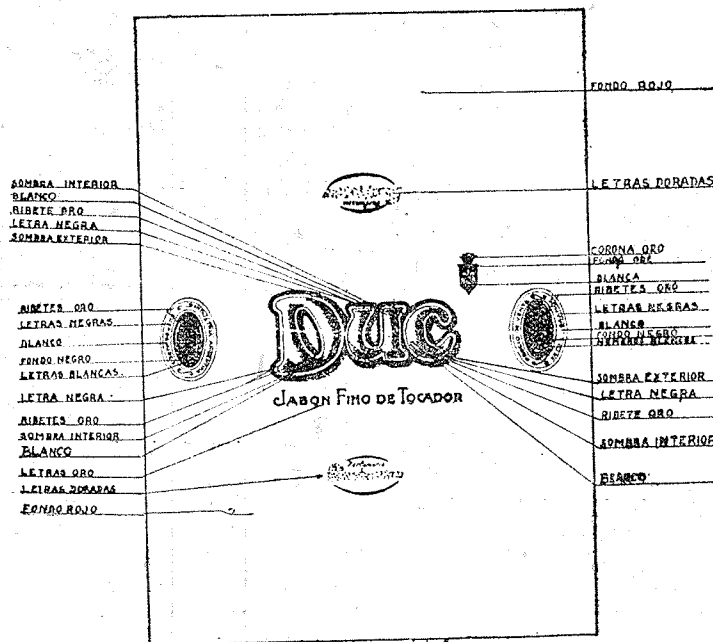 FONDO ROJO
LETRAS DORADAS
SOMBRA INTERIOR
BLANCO
RIBETE ORO
LETRA NEGRA
SOMBRA EXTERIOR
CORONA ORO
FONDO ORO
BLANCA
RIBETES ORO
LETRAS NEGRAS
BLANCO
FONDO NEGRO
NUMEROS BLANCOS
RIBETES ORO
LETRAS NEGRAS
BLANCO
FONDO NEGRO
LETRAS BLANCAS
DUC
JABON FINO DE TOCADOR
LETRA NEGRA
RIBETES ORO
SOMBRA INTERIOR
BLANCO
LETRAS ORO
LETRAS DORADAS
FONDO ROJO
SOMBRA EXTERIOR
LETRA NEGRA
RIBETE ORO
SOMBRA INTERIOR
BLANCO